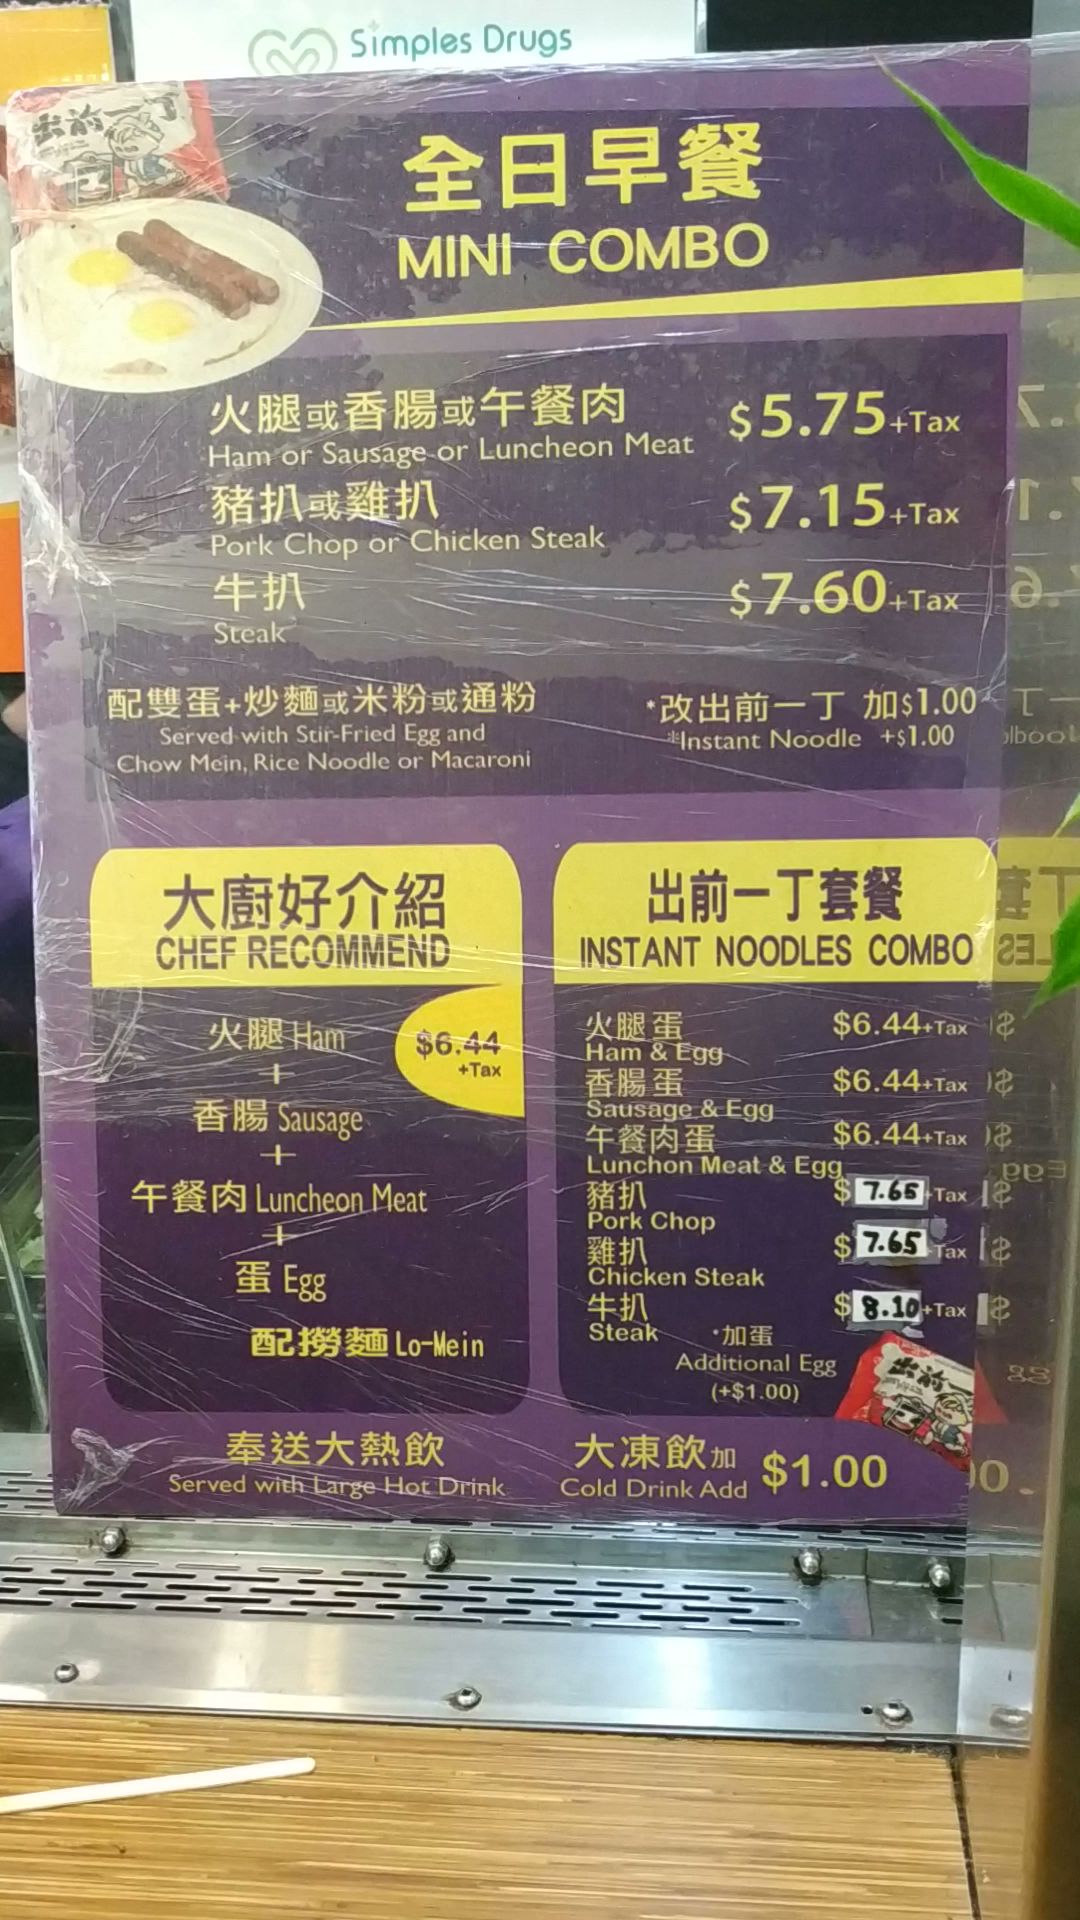 Simples Drugs
出前一丁
全日早餐
MINI COMBO
火腿或香腸或午餐肉 $5.75+Tax
Ham or Sausage or Luncheon Meat
豬扒或雞扒 $7.15+Tax
Pork Chop or Chicken Steak
牛扒 $7.60+Tax
Steak
配雙蛋+炒麵或米粉或通粉
Served with Stir-Fried Egg and
Chow Mein, Rice Noodle or Macaroni
*改出前一丁 加$1.00
*Instant Noodle +$1.00
大廚好介紹
CHEF RECOMMEND
$6.44
+Tax
火腿 Ham
+
香腸 Sausage
+
午餐肉 Luncheon Meat
+
蛋 Egg
配撈麵 Lo-Mein
出前一丁套餐
INSTANT NOODLES COMBO
火腿蛋 $6.44+Tax
Ham & Egg
香腸蛋 $6.44+Tax
Sausage & Egg
午餐肉蛋 $6.44+Tax
Lunchon Meat & Egg
豬扒 $7.65+Tax
Pork Chop
雞扒 $7.65 Tax
Chicken Steak
牛扒 $8.10+Tax
Steak
*加蛋
Additional Egg
(+$1.00)
出前一
奉送大熱飲
Served with Large Hot Drink
大凍飲加 $1.00
Cold Drink Add